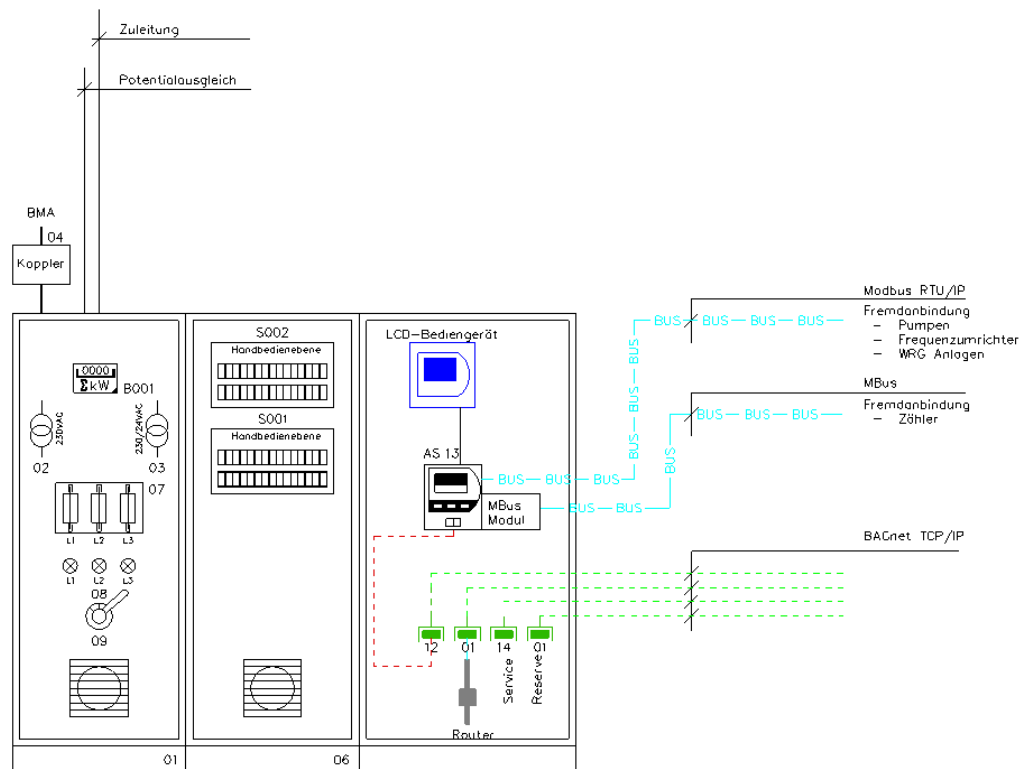 Zuleitung
Potentialausgleich
BMA
04
Koppler
0000
ΣkW
B001
230VAC
02
230/24VAC
03
07
L1 L2 L3
L1 L2 L3
08
09
01
S002
Handbedienebene
S001
Handbedienebene
06
LCD-Bediengerät
AS 13
MBus
Modul
BUS BUS BUS
BUS BUS
BUS
BUS
BUS
BUS
BUS BUS BUS BUS
BUS BUS BUS
Modbus RTU/IP
Fremdanbindung
- Pumpen
- Frequenzumrichter
- WRG Anlagen
MBus
Fremdanbindung
- Zähler
BACnet TCP/IP
12 01 14 01
Service
Reserve
Router